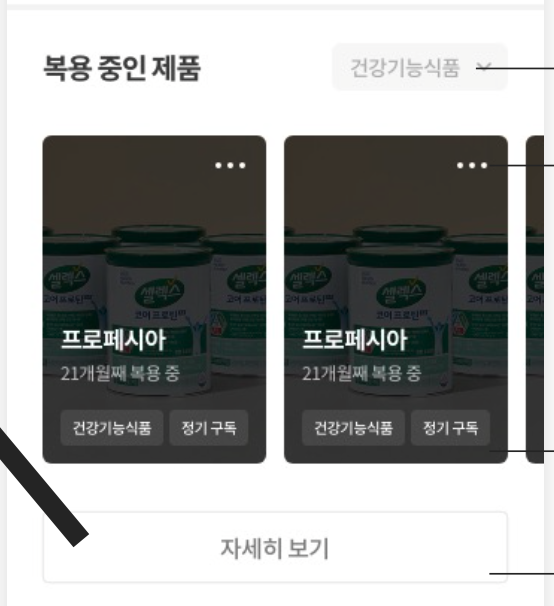 복용 중인 제품
건강기능식품
셀렉스
코어 프로틴
프로페시아
21개월째 복용 중
건강기능식품
정기 구독
셀렉스
코어 프로틴
프로페시아
21개월째 복용 중
건강기능식품
정기 구독
자세히 보기